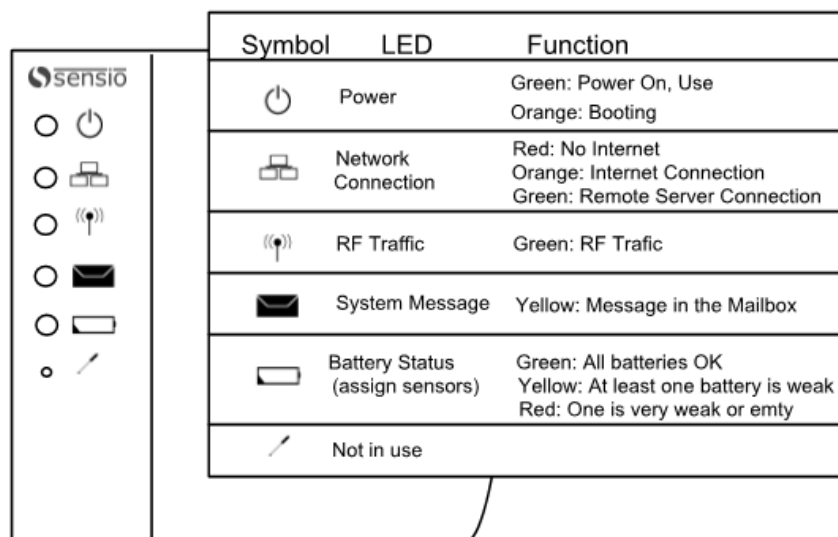 sensio
Symbol LED Function
Power
Green: Power On, Use
Orange: Booting
Network
Connection
Red: No Internet
Orange: Internet Connection
Green: Remote Server Connection
RF Traffic
Green: RF Trafic
System Message
Yellow: Message in the Mailbox
Battery Status
(assign sensors)
Green: All batteries OK
Yellow: At least one battery is weak
Red: One is very weak or emty
Not in use